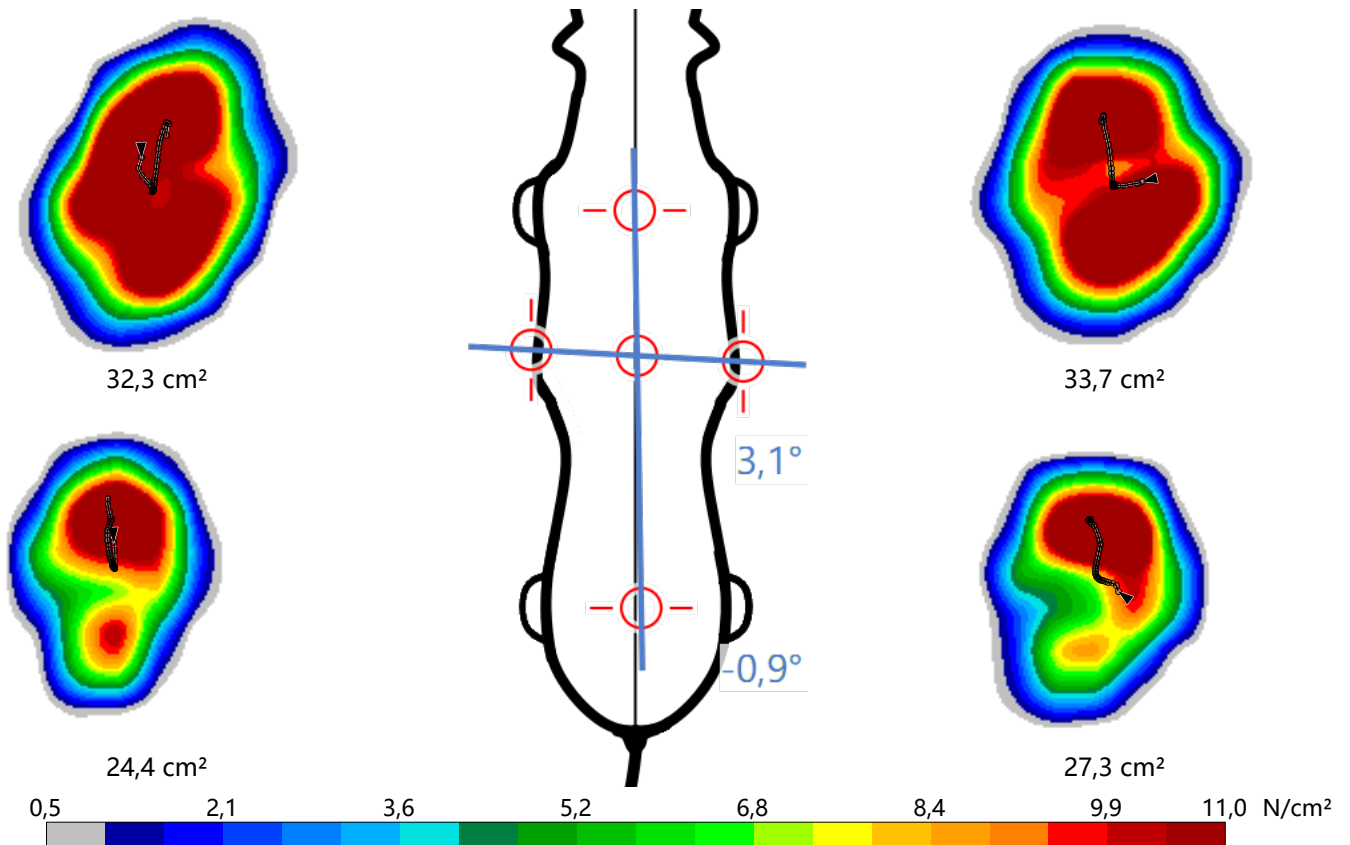 32,3 cm²
33,7 cm²
3,1°
-0,9°
24,4 cm²
27,3 cm²
0,5 2,1 3,6 5,2 6,8 8,4 9,9 11,0 N/cm²